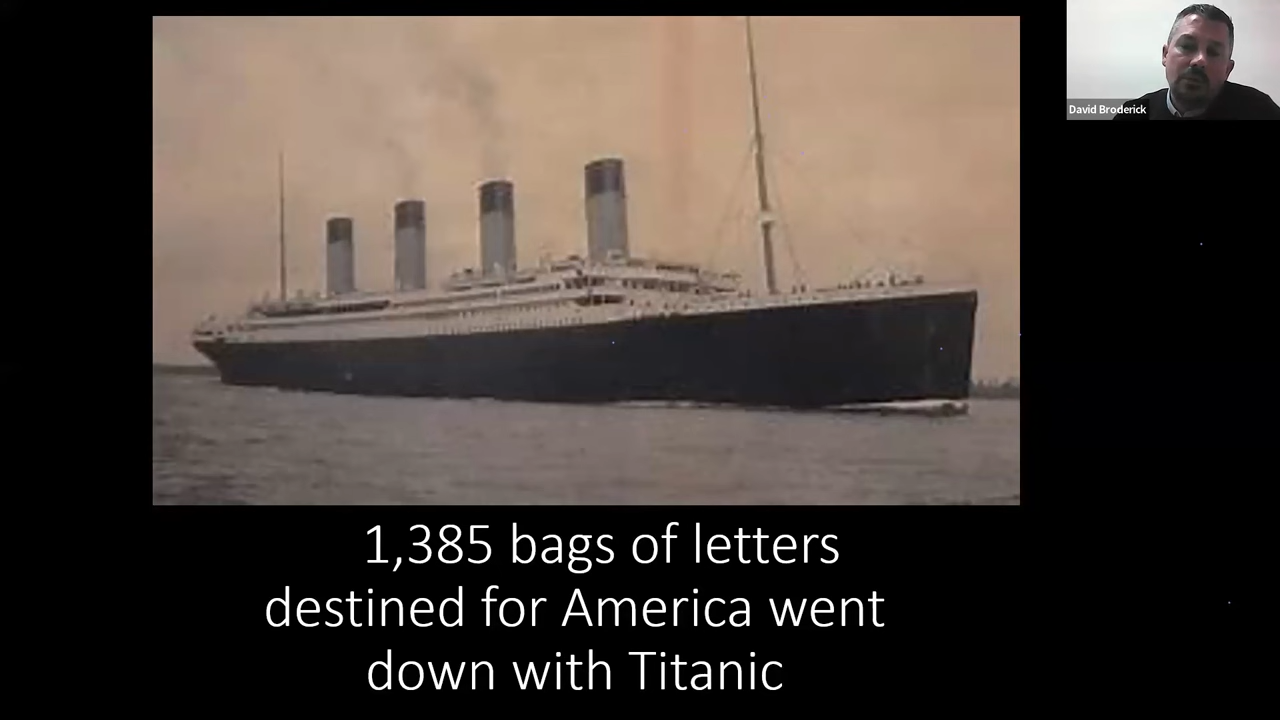 David Broderick
1,385 bags of letters
destined for America went
down with Titanic